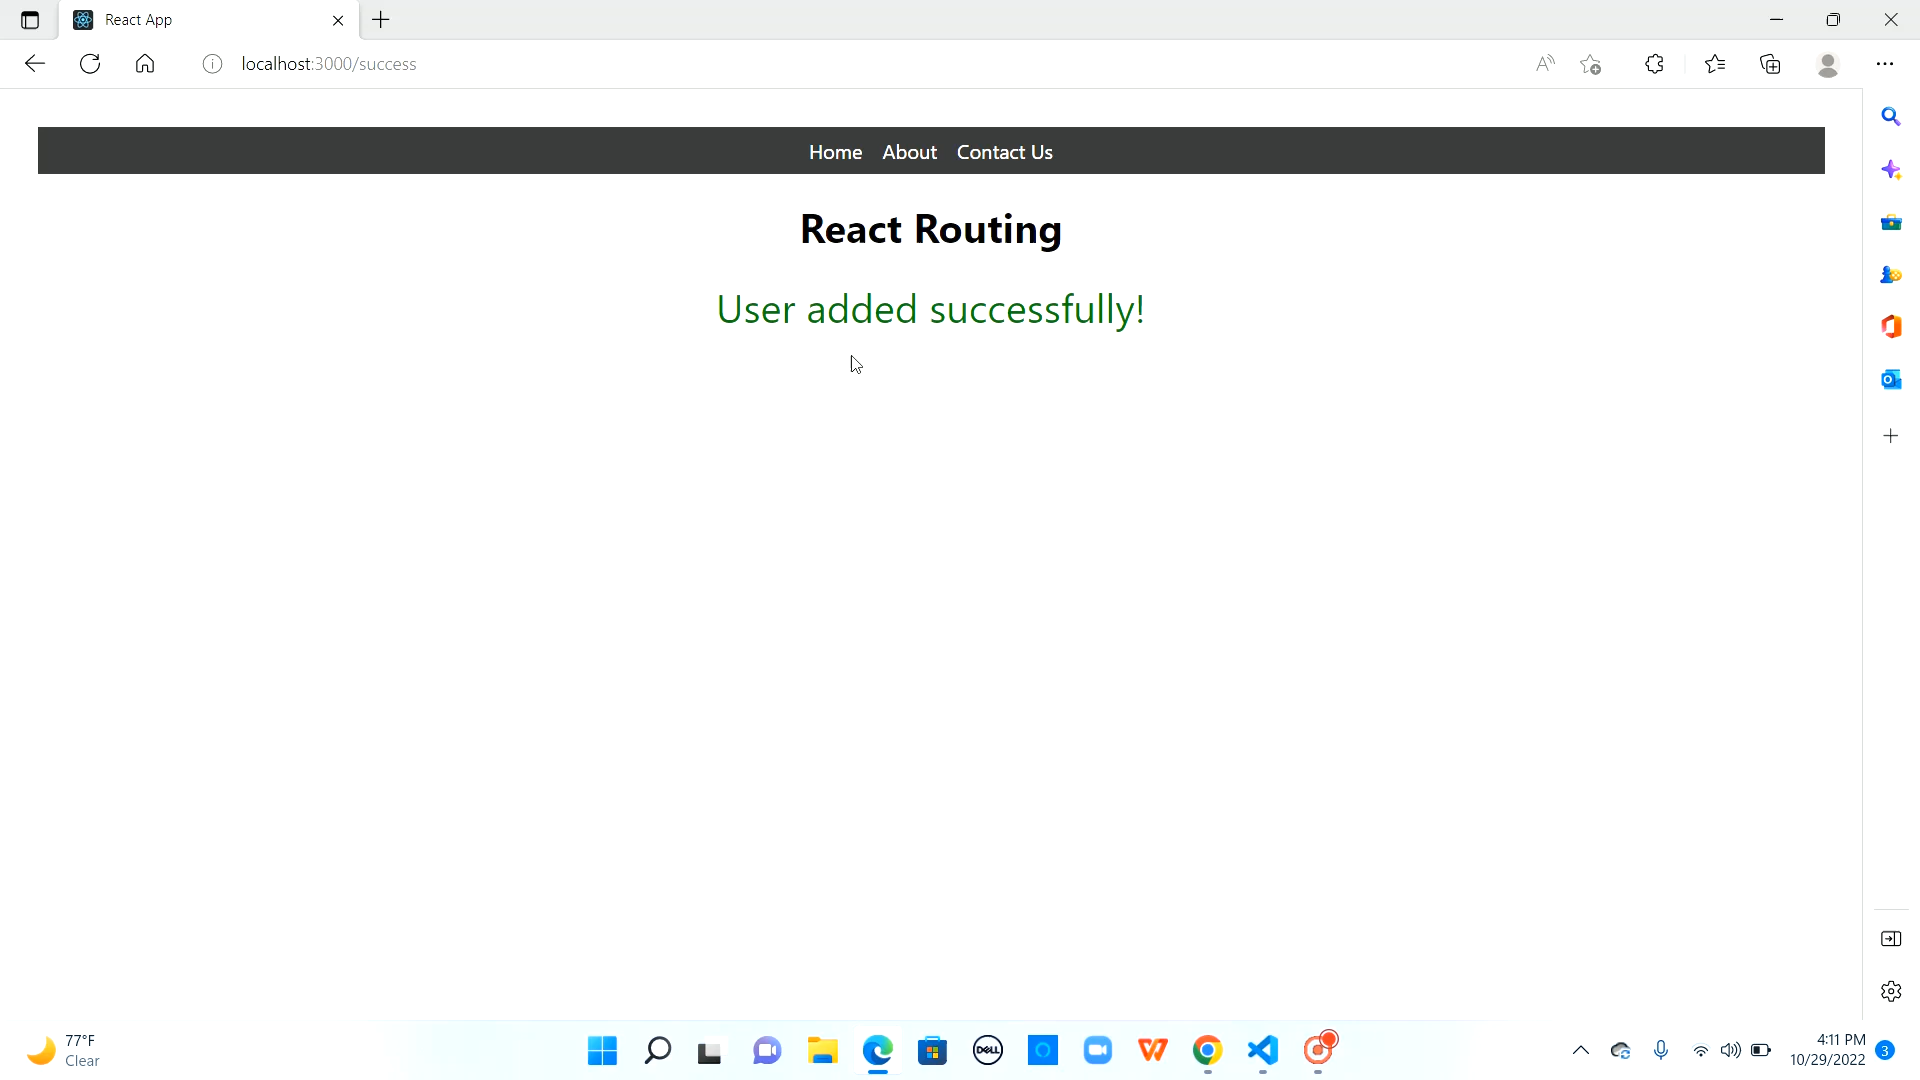 React App
localhost:3000/success
Home About Contact Us
React Routing
User added successfully!
77°F
Clear
DELL
4:11 PM
10/29/2022
3